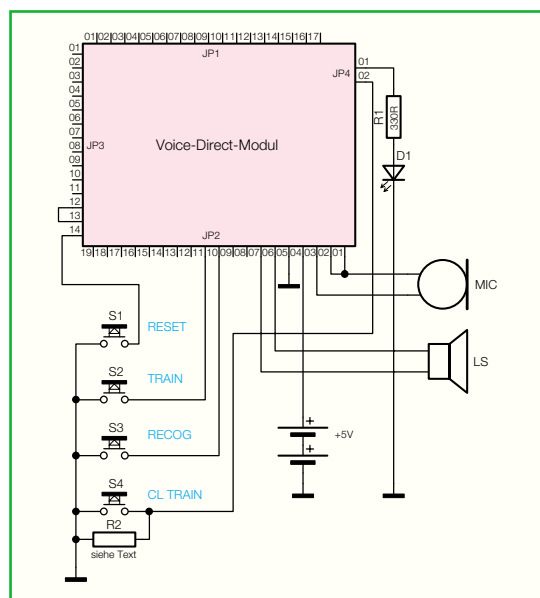 01 02 03 04 05 06 07 08 09 10 11 12 13 14 15 16 17
JP1
01
02
03
04
05
06
07
08
09
10
11
12
13
14
JP3
Voice-Direct-Modul
JP4
01
02
R1
330R
D1
JP2
19 18 17 16 15 14 13 12 11 10 09 08 07 06 05 04 03 02 01
MIC
LS
S1
RESET
S2
TRAIN
S3
RECOG
S4
CL TRAIN
R2
siehe Text
+
+
+5V